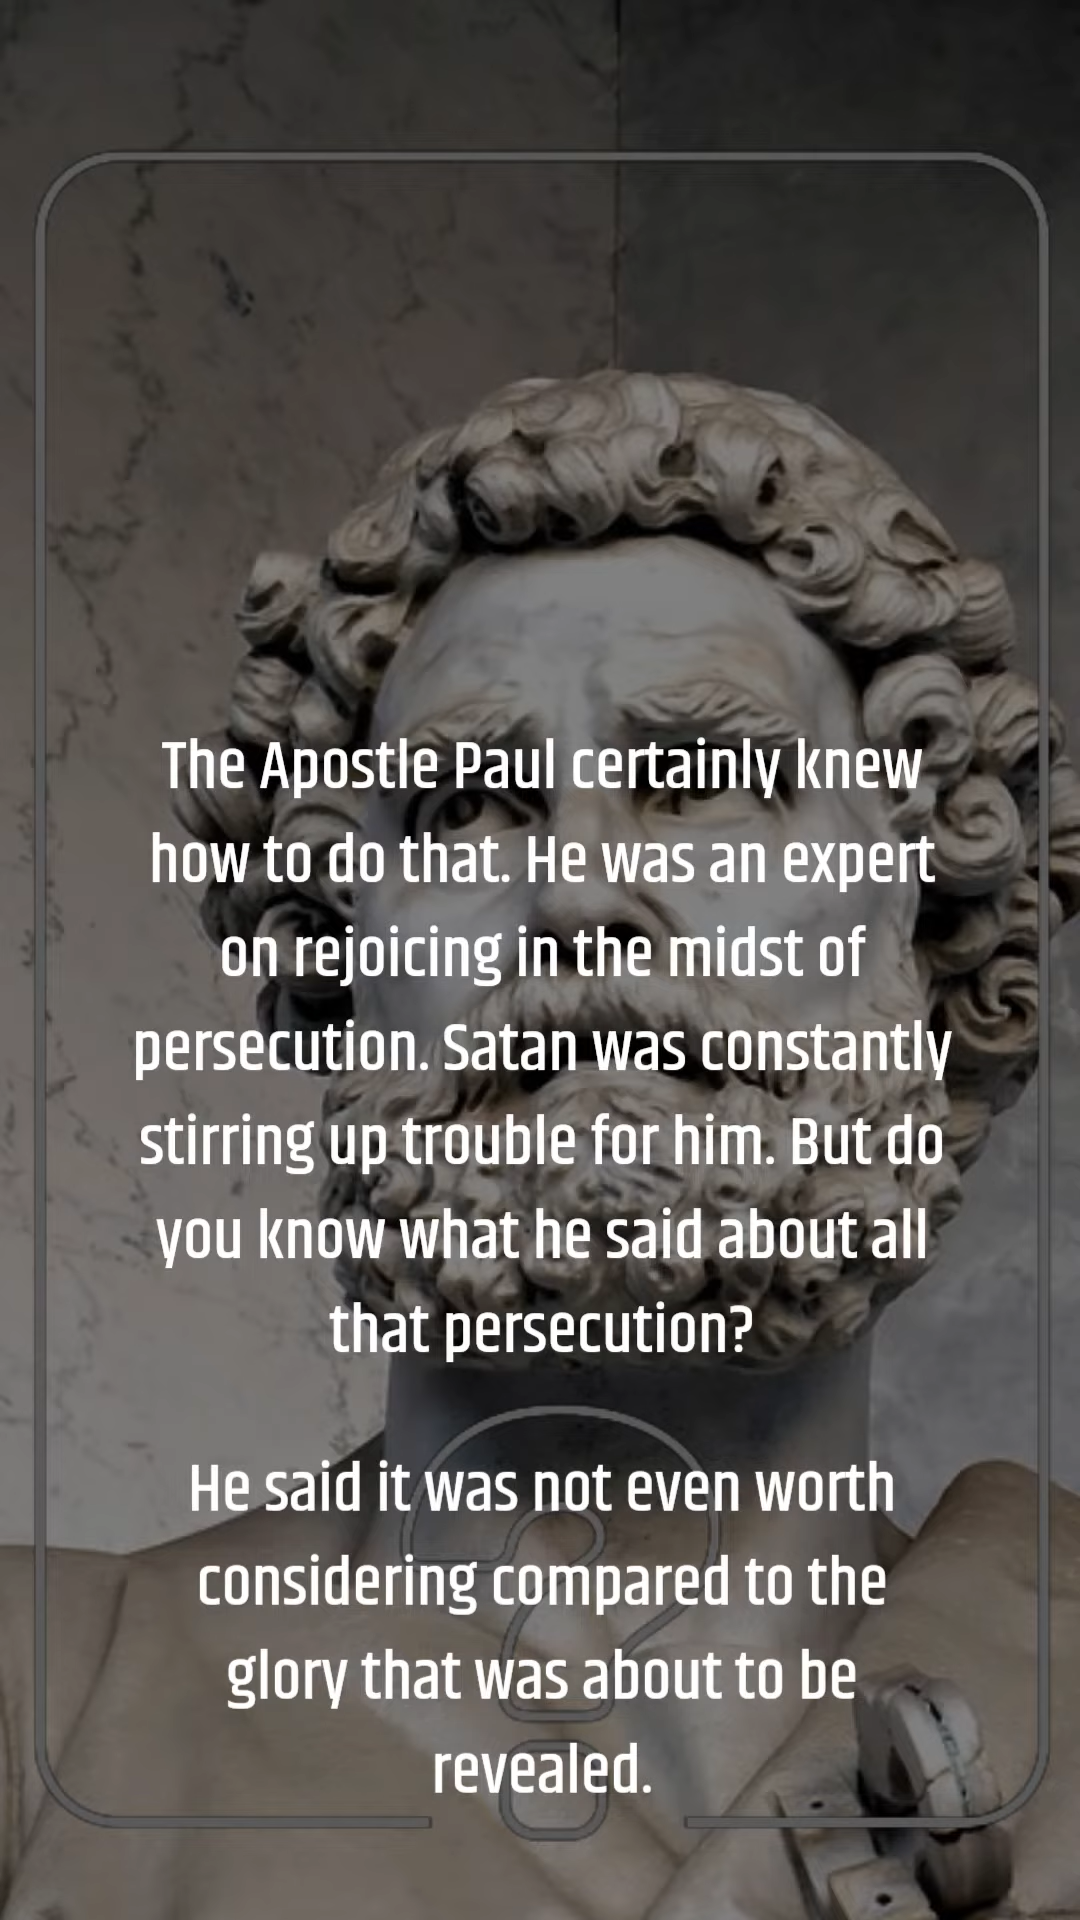 The Apostle Paul certainly knew
how to do that. He was an expert
on rejoicing in the midst of
persecution. Satan was constantly
stirring up trouble for him. But do
you know what he said about all
that persecution?
He said it was not even worth
considering compared to the
glory that was about to be
revealed.